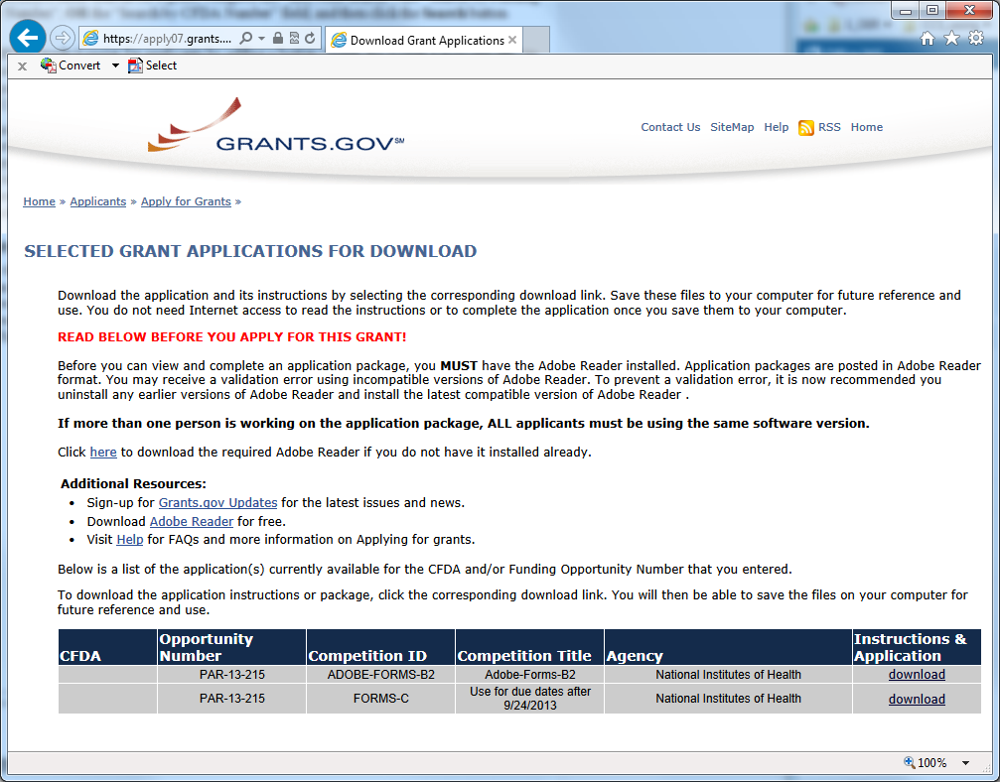 https://apply07.grants....
Download Grant Applications
Convert
Select
GRANTS.GOV℠
Contact Us SiteMap Help RSS Home
Home » Applicants » Apply for Grants »
SELECTED GRANT APPLICATIONS FOR DOWNLOAD
Download the application and its instructions by selecting the corresponding download link. Save these files to your computer for future reference and
use. You do not need Internet access to read the instructions or to complete the application once you save them to your computer.
READ BELOW BEFORE YOU APPLY FOR THIS GRANT!
Before you can view and complete an application package, you MUST have the Adobe Reader installed. Application packages are posted in Adobe Reader
format. You may receive a validation error using incompatible versions of Adobe Reader. To prevent a validation error, it is now recommended you
uninstall any earlier versions of Adobe Reader and install the latest compatible version of Adobe Reader .
If more than one person is working on the application package, ALL applicants must be using the same software version.
Click here to download the required Adobe Reader if you do not have it installed already.
Additional Resources:
• Sign-up for Grants.gov Updates for the latest issues and news.
• Download Adobe Reader for free.
• Visit Help for FAQs and more information on Applying for grants.
Below is a list of the application(s) currently available for the CFDA and/or Funding Opportunity Number that you entered.
To download the application instructions or package, click the corresponding download link. You will then be able to save the files on your computer for
future reference and use.
CFDA Opportunity Number Competition ID Competition Title Agency Instructions & Application
PAR-13-215 ADOBE-FORMS-B2 Adobe-Forms-B2 National Institutes of Health download
PAR-13-215 FORMS-C Use for due dates after 9/24/2013 National Institutes of Health download
100%